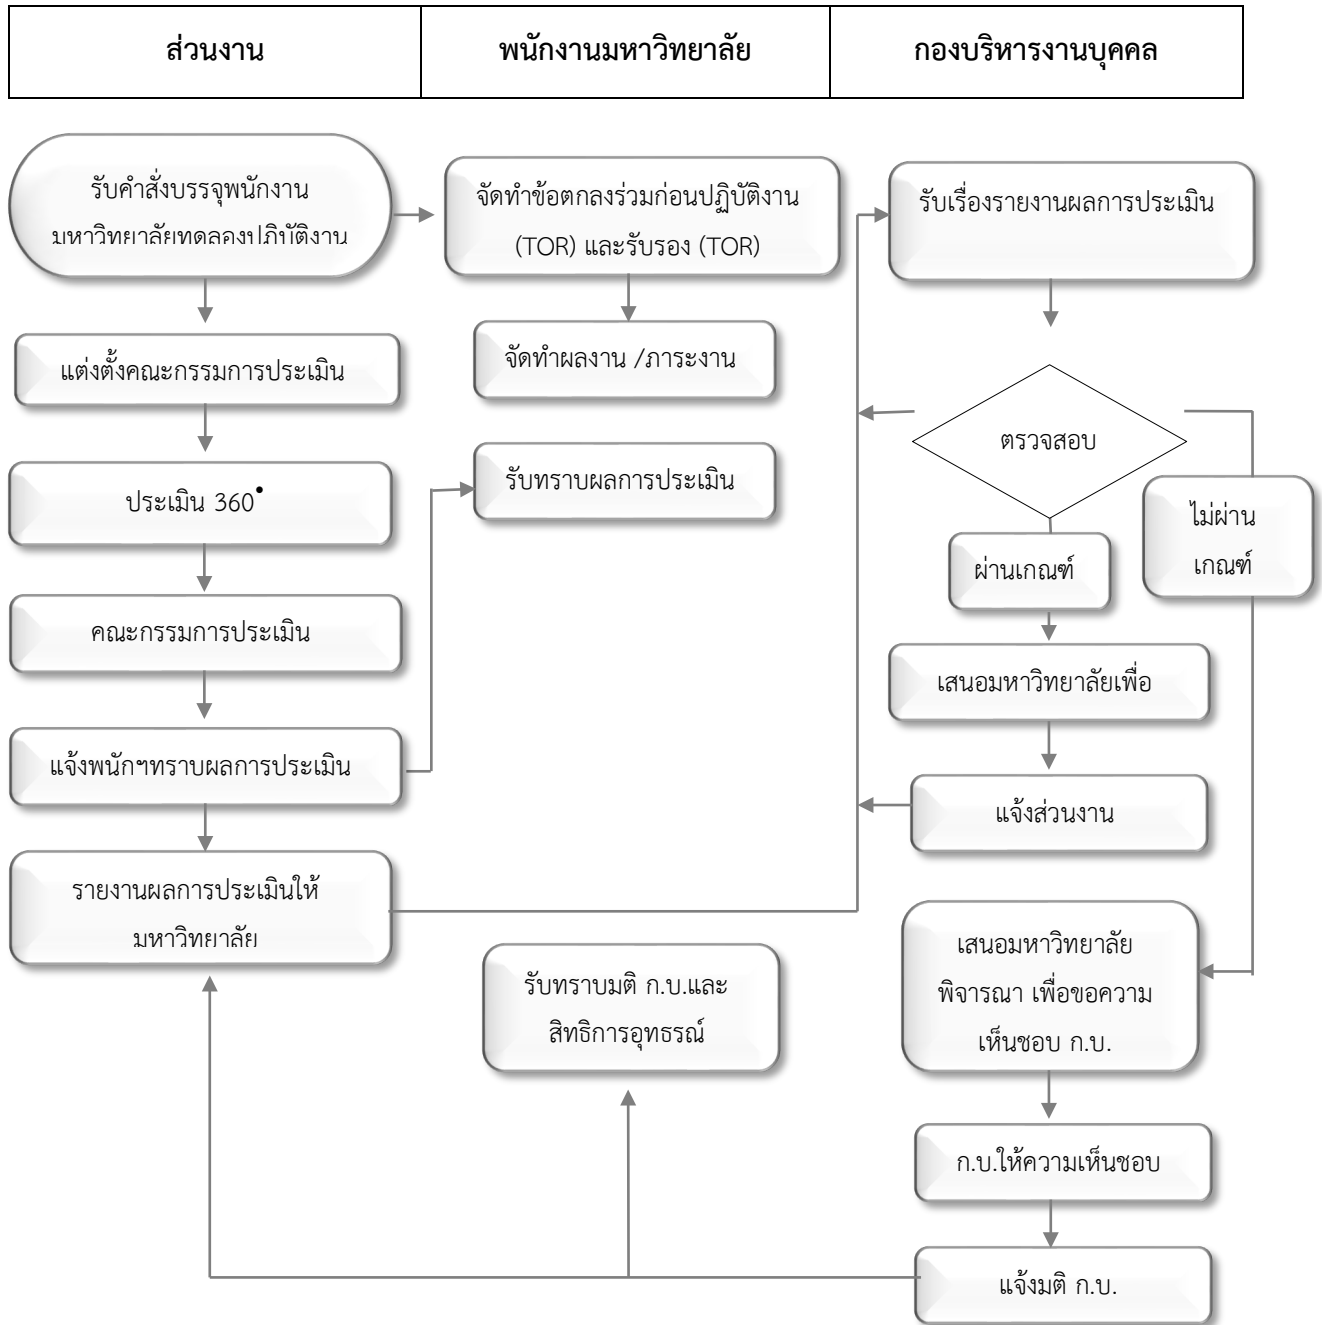 ส่วนงาน
พนักงานมหาวิทยาลัย
กองบริหารงานบุคคล
รับคำสั่งบรรจุพนักงาน
มหาวิทยาลัยทดลองปฏิบัติงาน
แต่งตั้งคณะกรรมการประเมิน
ประเมิน 360•
คณะกรรมการประเมิน
แจ้งพนักฯทราบผลการประเมิน
รายงานผลการประเมินให้
มหาวิทยาลัย
จัดทำข้อตกลงร่วมก่อนปฏิบัติงาน
(TOR) และรับรอง (TOR)
จัดทำผลงาน /ภาระงาน
รับทราบผลการประเมิน
รับทราบมติ ก.บ.และ
สิทธิการอุทธรณ์
รับเรื่องรายงานผลการประเมิน
ตรวจสอบ
ผ่านเกณฑ์
ไม่ผ่าน
เกณฑ์
เสนอมหาวิทยาลัยเพื่อ
แจ้งส่วนงาน
เสนอมหาวิทยาลัย
พิจารณา เพื่อขอความ
เห็นชอบ ก.บ.
ก.บ.ให้ความเห็นชอบ
แจ้งมติ ก.บ.